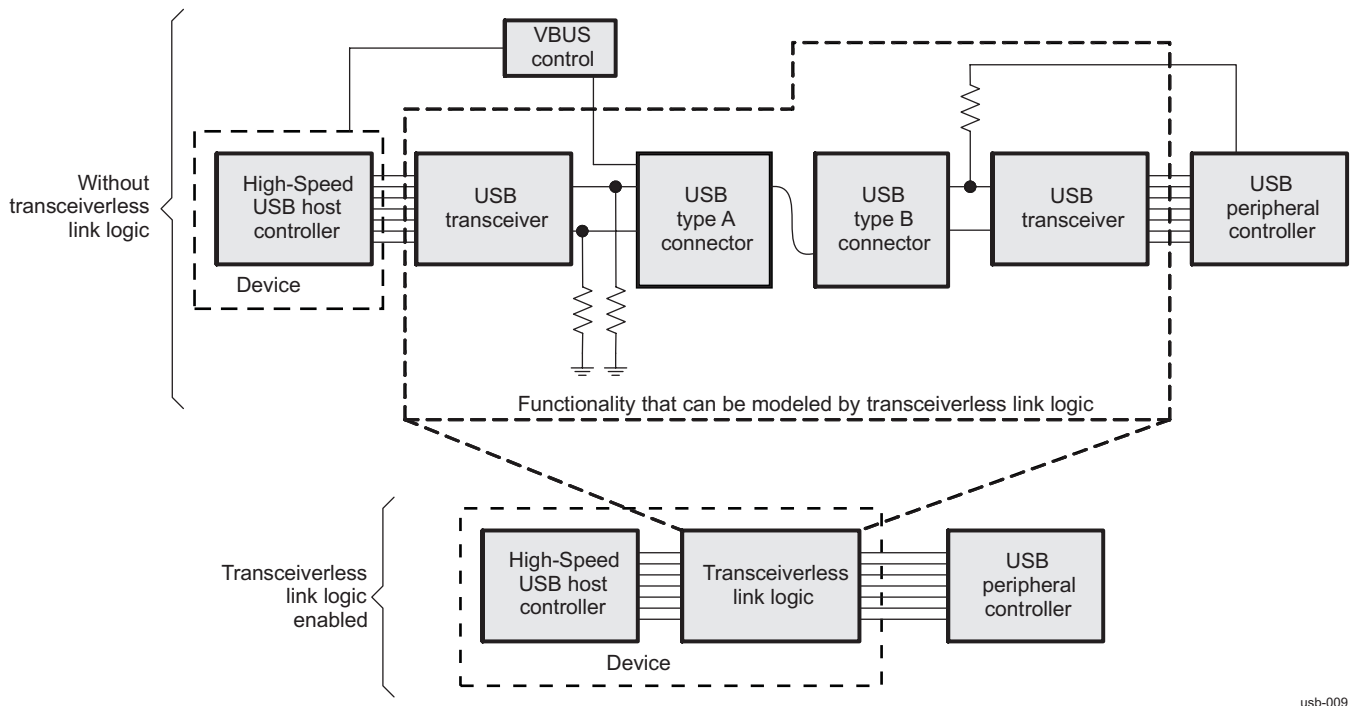 VBUS
control
Without
transceiverless
link logic
High-Speed
USB host
controller
Device
USB
transceiver
USB
type A
connector
USB
type B
connector
USB
transceiver
USB
peripheral
controller
Functionality that can be modeled by transceiverless link logic
Transceiverless
link logic
enabled
High-Speed
USB host
controller
Transceiverless
link logic
USB
peripheral
controller
Device
usb-009